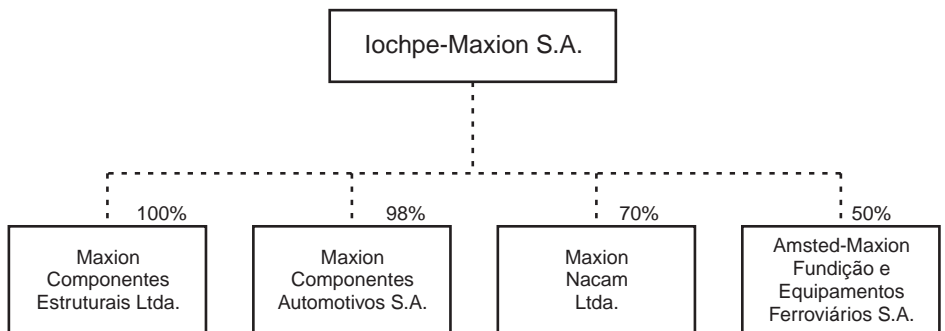 Iochpe-Maxion S.A.
100%
98%
70%
50%
Maxion
Componentes
Estruturais Ltda.
Maxion
Componentes
Automotivos S.A.
Maxion
Nacam
Ltda.
Amsted-Maxion
Fundição e
Equipamentos
Ferroviários S.A.